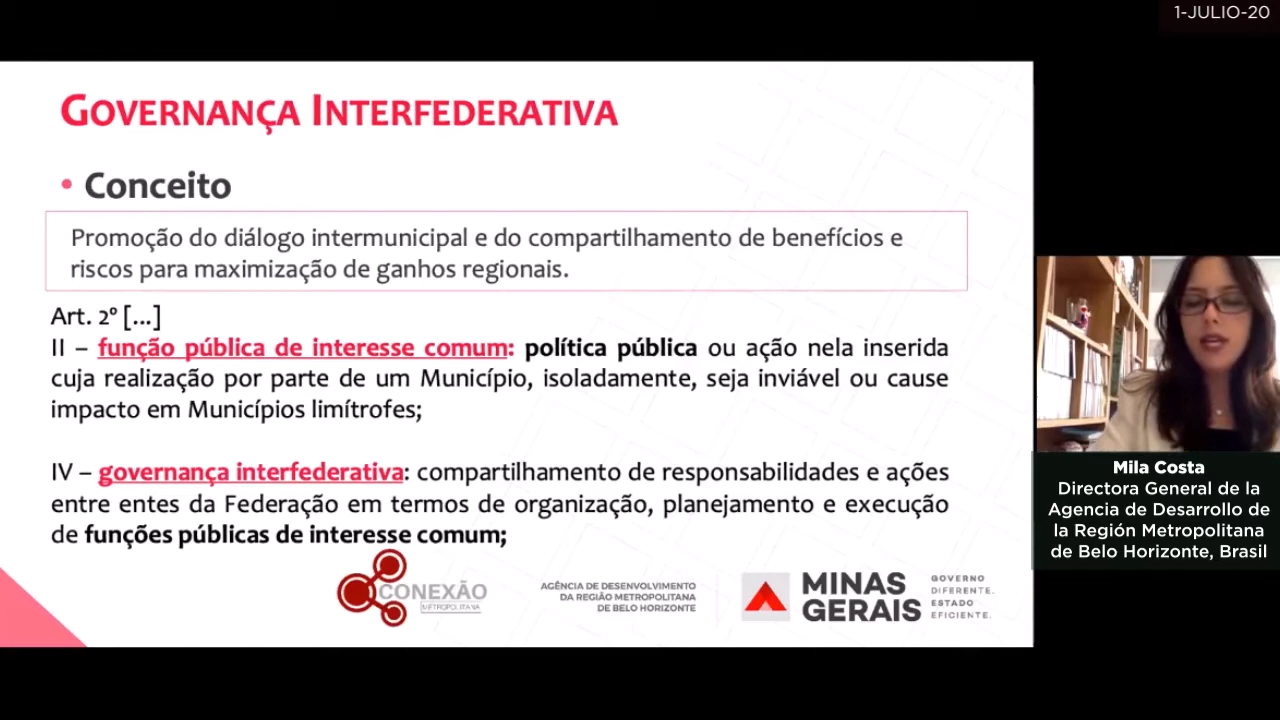 1-JULIO-20
GOVERNANÇA INTERFEDERATIVA
• Conceito
Promoção do diálogo intermunicipal e do compartilhamento de benefícios e
riscos para maximização de ganhos regionais.
Art. 2º [...]
II – função pública de interesse comum: política pública ou ação nela inserida
cuja realização por parte de um Município, isoladamente, seja inviável ou cause
impacto em Municípios limítrofes;
IV – governança interfederativa: compartilhamento de responsabilidades e ações
entre entes da Federação em termos de organização, planejamento e execução
de funções públicas de interesse comum;
CONEXÃO
METROPOLITANA
AGÊNCIA DE DESENVOLVIMENTO
DA REGIÃO METROPOLITANA
DE BELO HORIZONTE
MINAS
GERAIS
GOVERNO
DIFERENTE.
ESTADO
EFICIENTE.
Mila Costa
Directora General de la
Agencia de Desarrollo de
la Región Metropolitana
de Belo Horizonte, Brasil